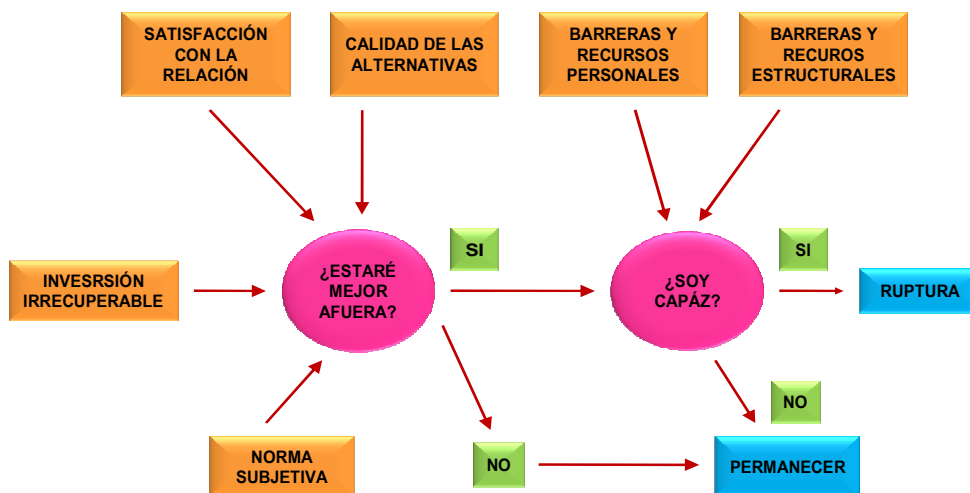 SATISFACCIÓN
CON LA
RELACIÓN
CALIDAD DE LAS
ALTERNATIVAS
BARRERAS Y
RECURSOS
PERSONALES
BARRERAS Y
RECUROS
ESTRUCTURALES
INVESRSIÓN
IRRECUPERABLE
¿ESTARÉ
MEJOR
AFUERA?
SI
¿SOY
CAPÁZ?
SI
RUPTURA
NORMA
SUBJETIVA
NO
NO
PERMANECER